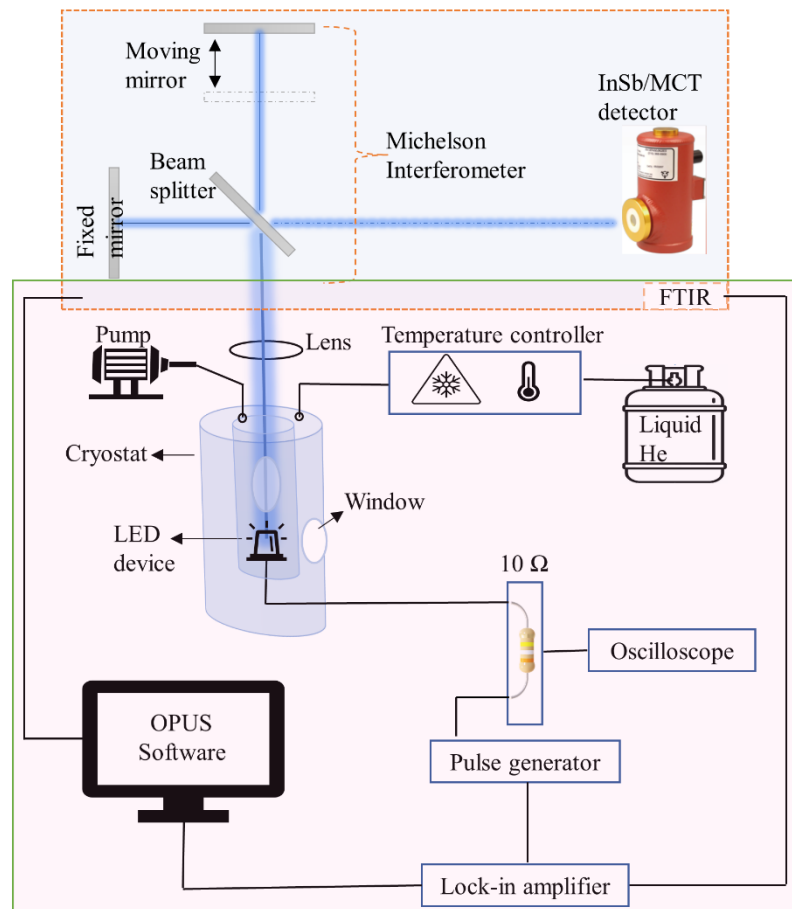 Moving
mirror
InSb/MCT
detector
Michelson
Interferometer
Beam
splitter
Fixed
mirror
FTIR
Pump
Lens
Temperature controller
Liquid
He
Cryostat
Window
LED
device
10 Ω
Oscilloscope
OPUS
Software
Pulse generator
Lock-in amplifier